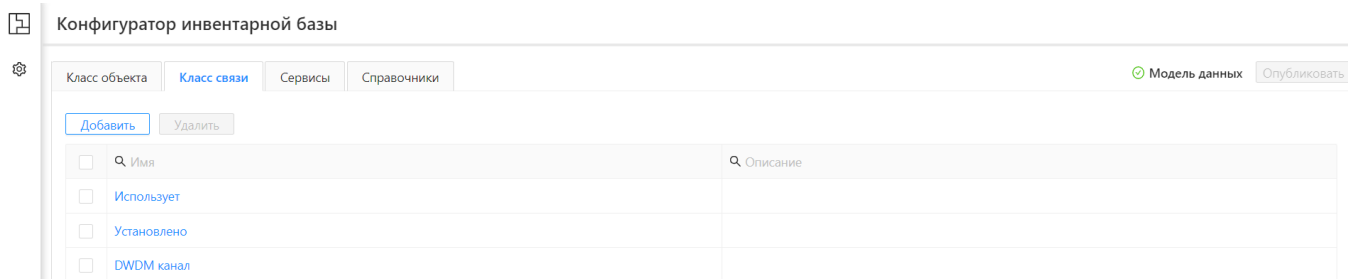 Конфигуратор инвентарной базы
Класс объекта Класс связи Сервисы Справочники Модель данных Опубликовать
Добавить Удалить
Имя Описание
Использует
Установлено
DWDM канал